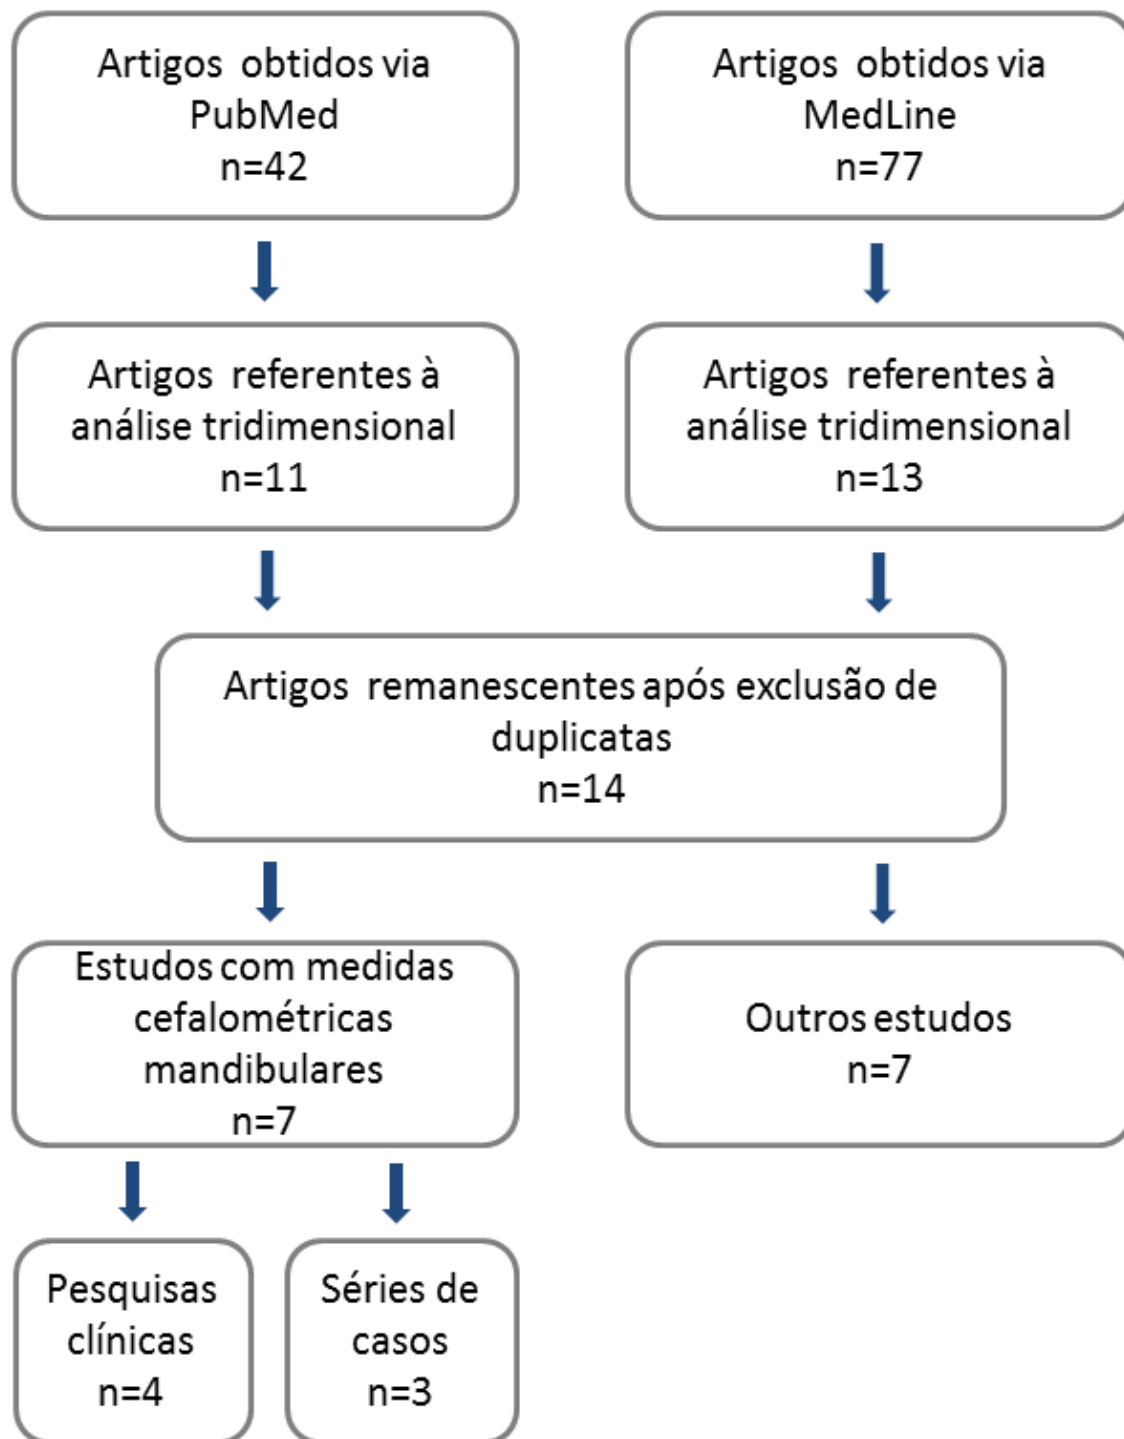 Artigos obtidos via
PubMed
n=42
Artigos obtidos via
MedLine
n=77
Artigos referentes à
análise tridimensional
n=11
Artigos referentes à
análise tridimensional
n=13
Artigos remanescentes após exclusão de
duplicatas
n=14
Estudos com medidas
cefalométricas
mandibulares
n=7
Outros estudos
n=7
Pesquisas
clínicas
n=4
Séries de
casos
n=3